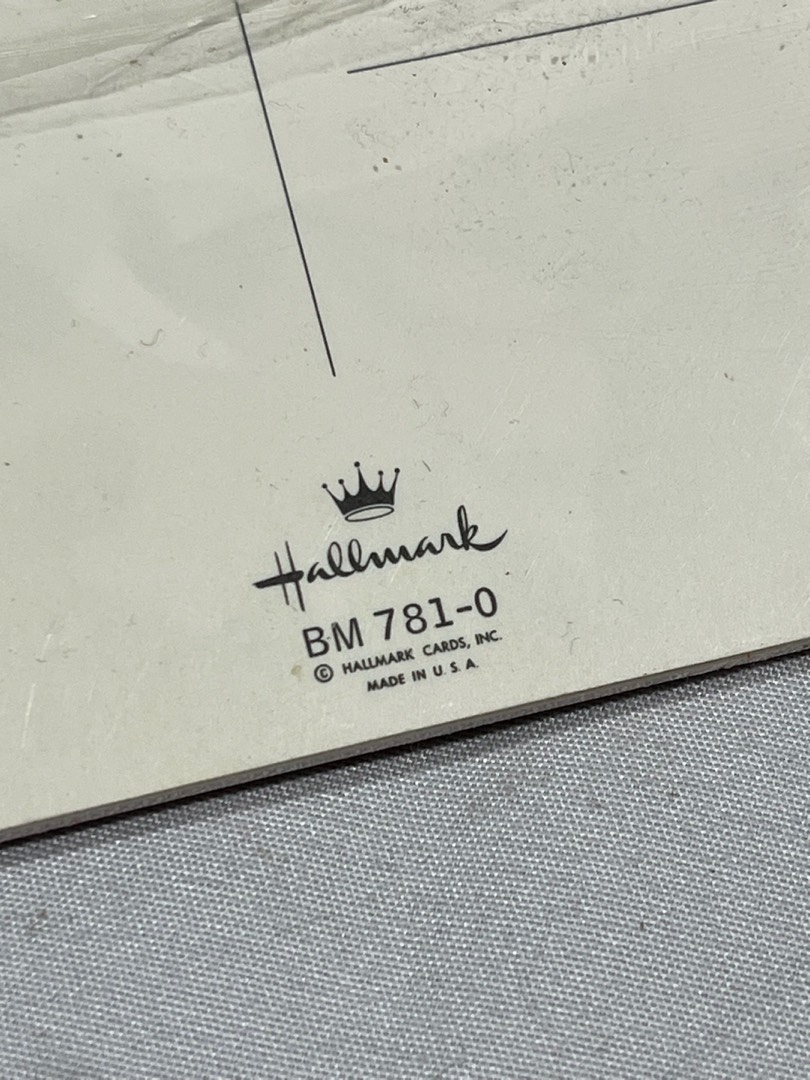 Hallmark
BM 781-0
© HALLMARK CARDS, INC.
MADE IN U.S.A.